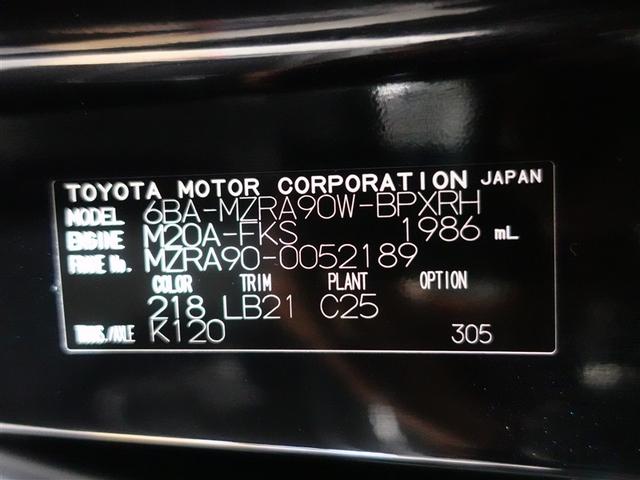 TOYOTA MOTOR CORPORATION JAPAN
MODEL 6BA-MZRA90W-BPXRH
ENGINE M20A-FKS 1986 mL
FRAME No. MZRA90-0052189
COLOR TRIM PLANT OPTION
218 LB21 C25
TRANS./AXLE K120 305